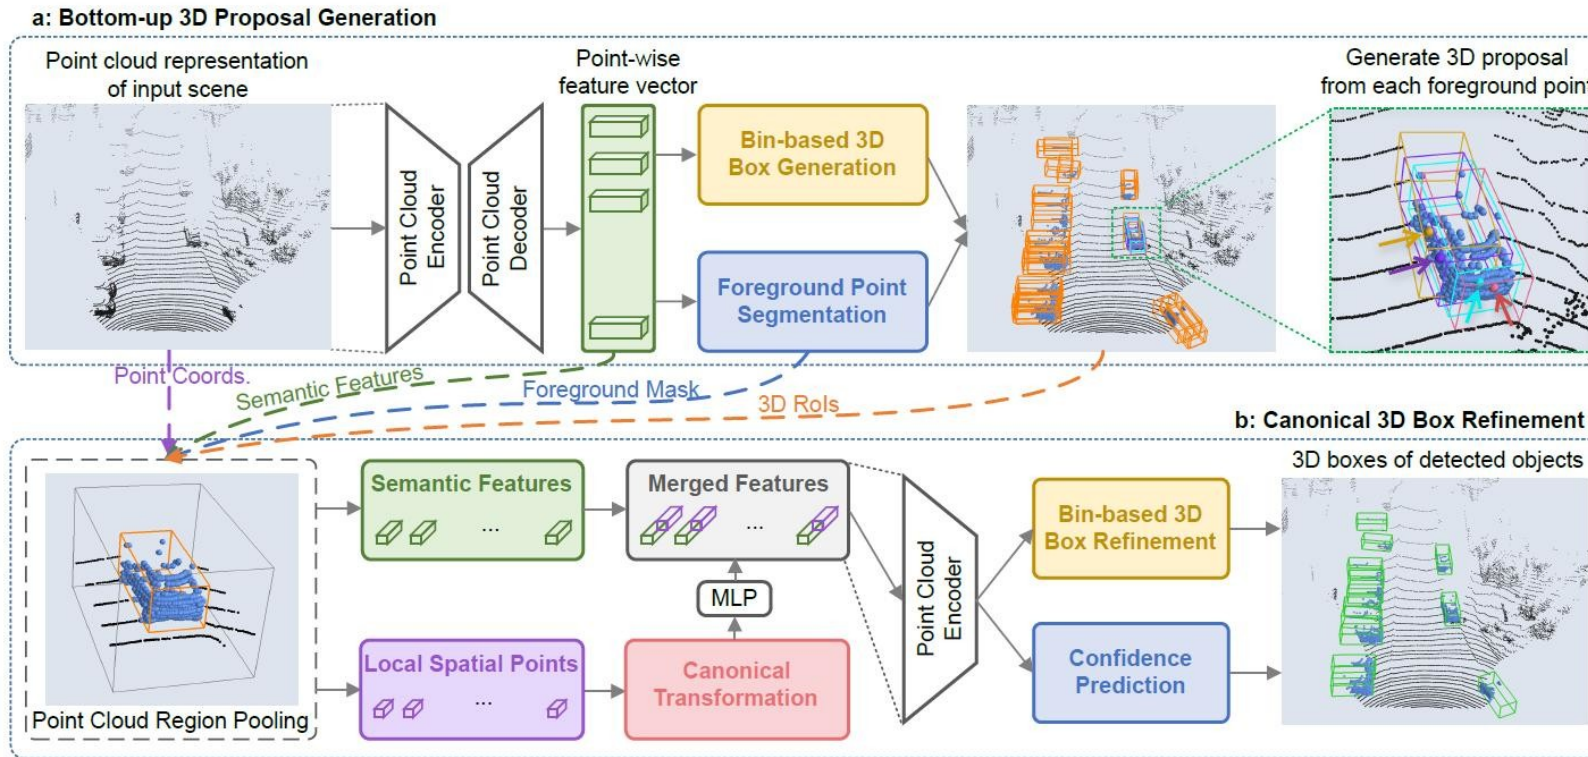 a: Bottom-up 3D Proposal Generation
Point cloud representation
of input scene
Point Cloud
Encoder
Point Cloud
Decoder
Point-wise
feature vector
Bin-based 3D
Box Generation
Foreground Point
Segmentation
Generate 3D proposal
from each foreground point
Point Coords.
Semantic Features
Foreground Mask
3D RoIs
b: Canonical 3D Box Refinement
Point Cloud Region Pooling
Semantic Features
...
Local Spatial Points
...
Merged Features
...
MLP
Canonical
Transformation
Point Cloud
Encoder
Bin-based 3D
Box Refinement
Confidence
Prediction
3D boxes of detected objects